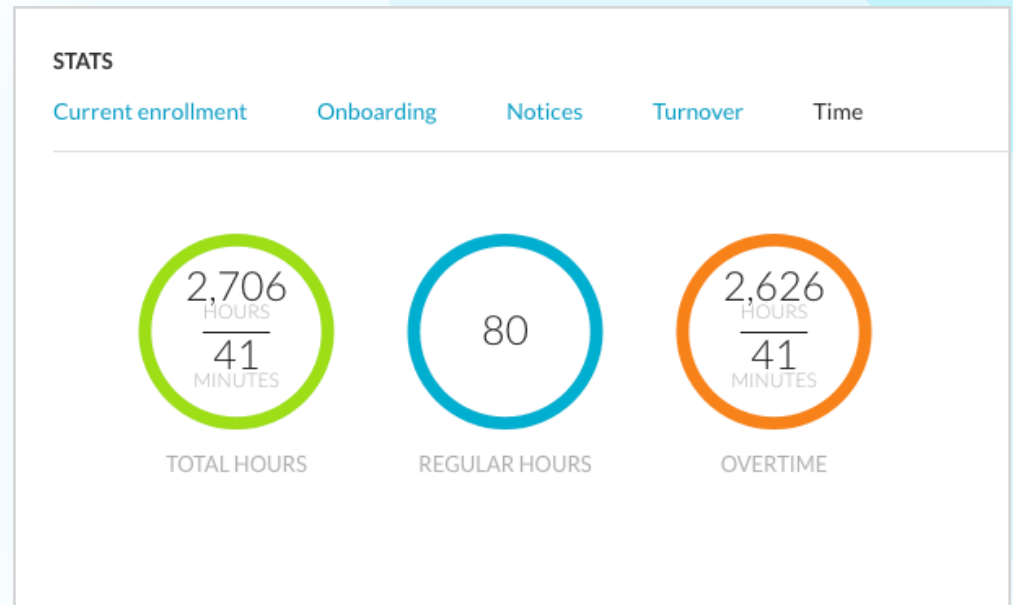 STATS
Current enrollment Onboarding Notices Turnover Time
2,706
HOURS
41
MINUTES
TOTAL HOURS
80
REGULAR HOURS
2,626
HOURS
41
MINUTES
OVERTIME